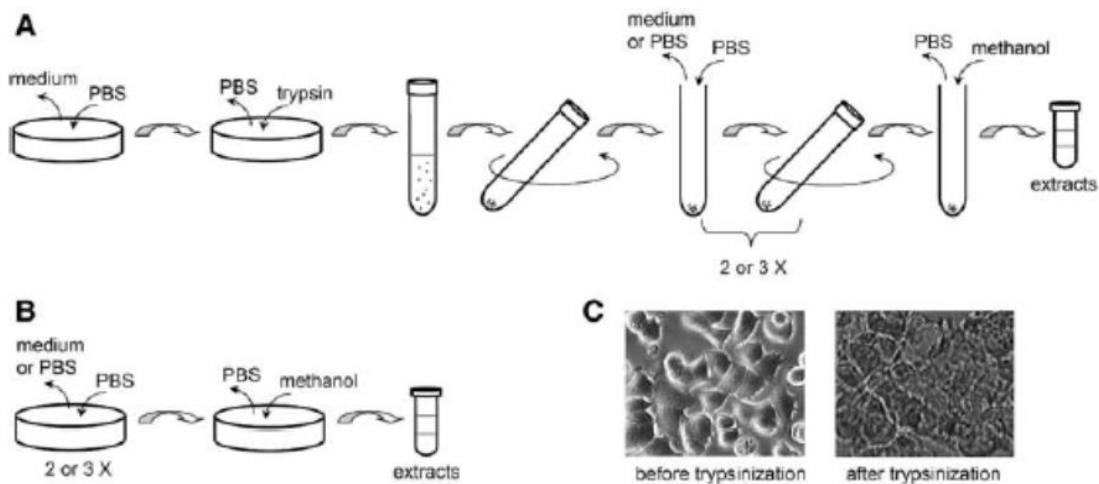 A
medium
PBS
PBS
trypsin
medium
or PBS
PBS
2 or 3 X
PBS
methanol
extracts
B
medium
or PBS
PBS
2 or 3 X
PBS
methanol
extracts
C
before trypsinization
after trypsinization